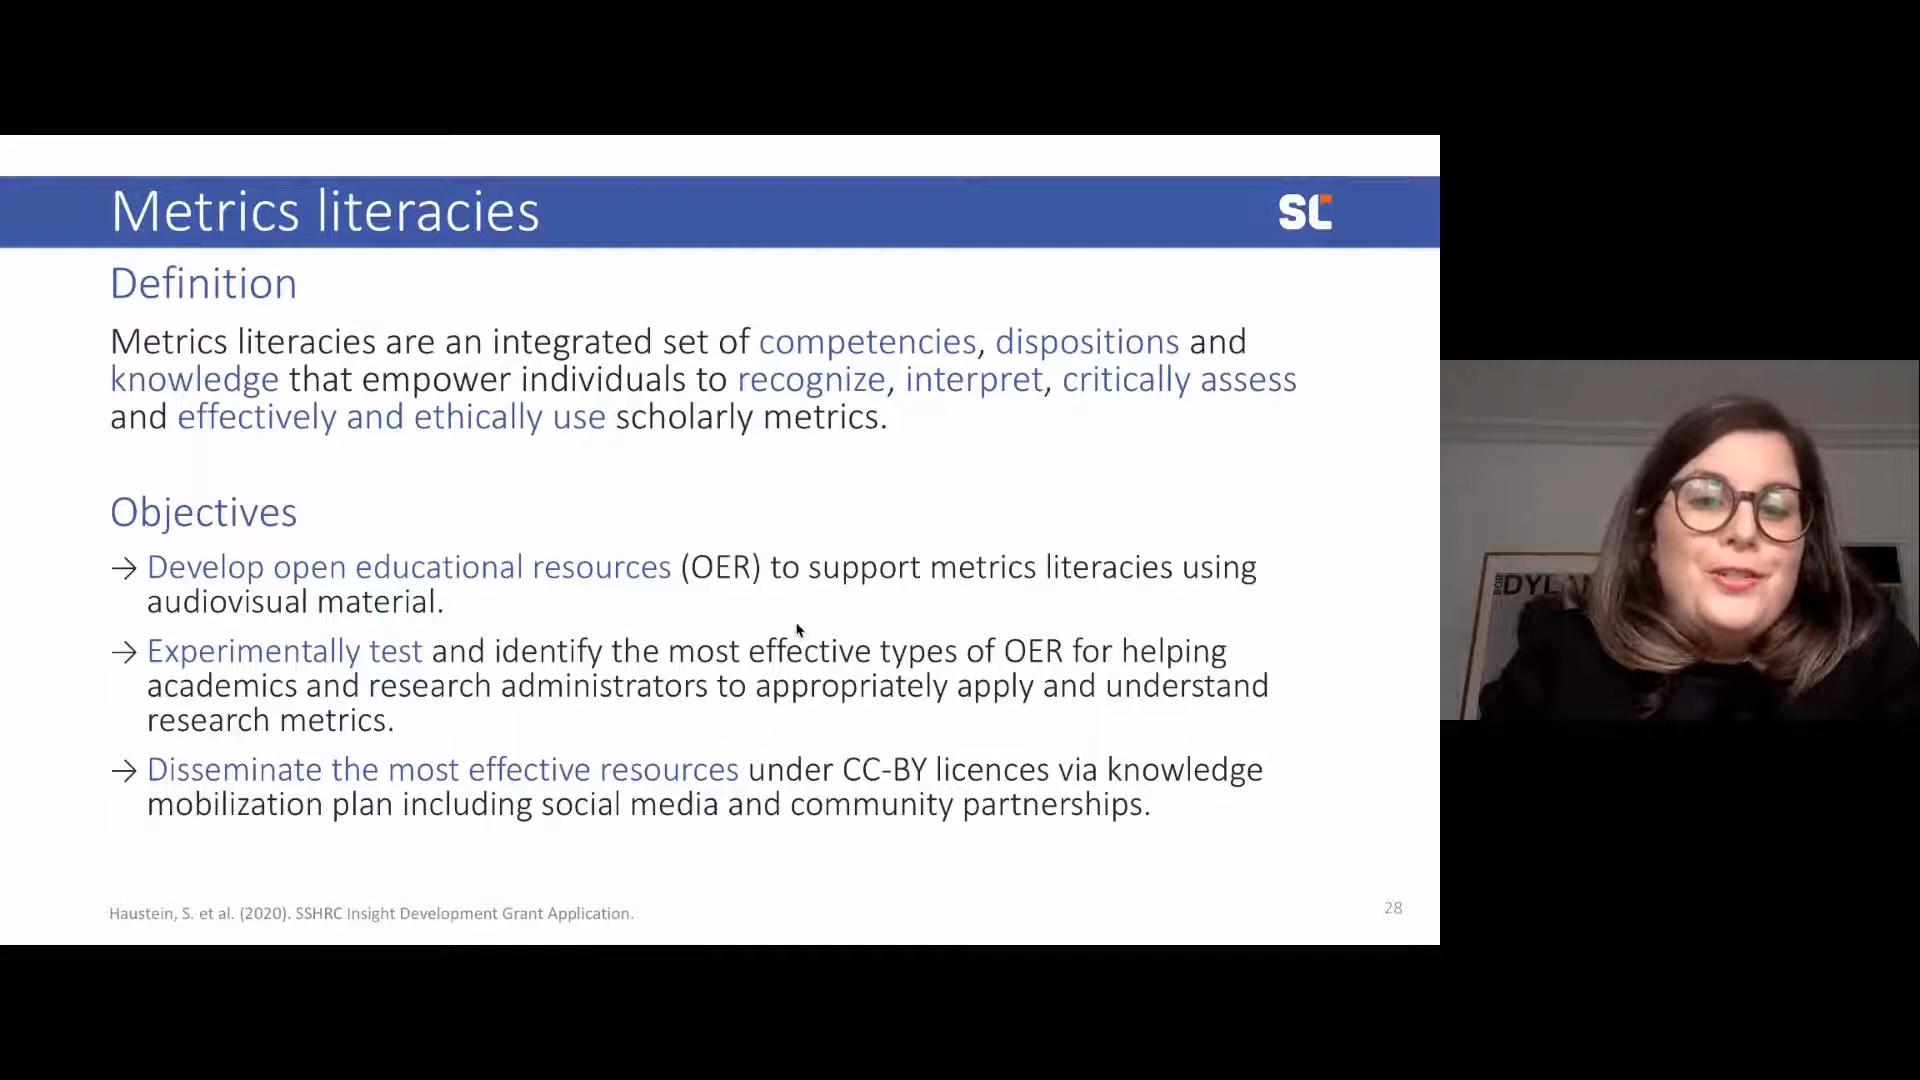 Metrics literacies
SC
Definition
Metrics literacies are an integrated set of competencies, dispositions and
knowledge that empower individuals to recognize, interpret, critically assess
and effectively and ethically use scholarly metrics.
Objectives
→ Develop open educational resources (OER) to support metrics literacies using
audiovisual material.
→ Experimentally test and identify the most effective types of OER for helping
academics and research administrators to appropriately apply and understand
research metrics.
→ Disseminate the most effective resources under CC-BY licences via knowledge
mobilization plan including social media and community partnerships.
Haustein, S. et al. (2020). SSHRC Insight Development Grant Application.
28
BOB